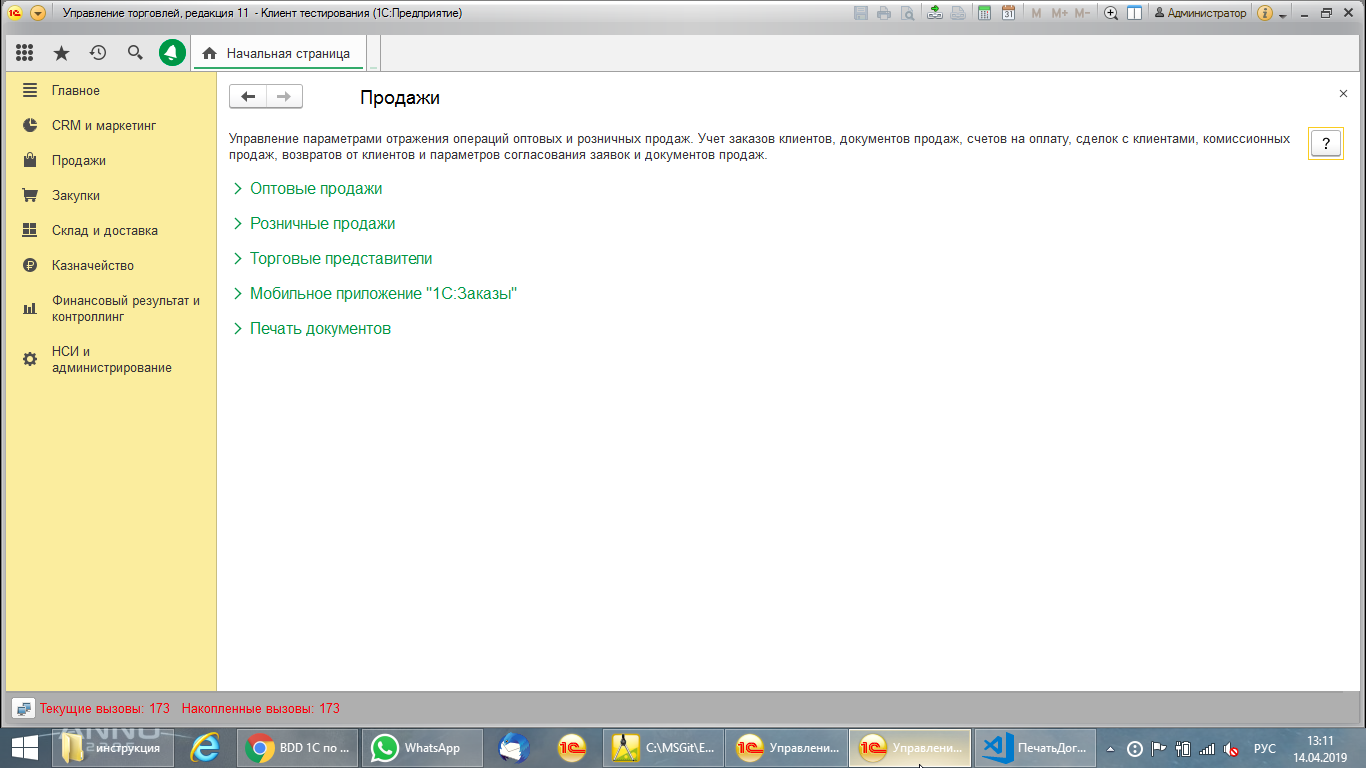 Управление торговлей, редакция 11 - Клиент тестирования (1С:Предприятие)
M M+ M-
Администратор
Начальная страница
Главное
CRM и маркетинг
Продажи
Закупки
Склад и доставка
Казначейство
Финансовый результат и
контроллинг
НСИ и
администрирование
Продажи
Управление параметрами отражения операций оптовых и розничных продаж. Учет заказов клиентов, документов продаж, счетов на оплату, сделок с клиентами, комиссионных
продаж, возвратов от клиентов и параметров согласования заявок и документов продаж.
?
Оптовые продажи
Розничные продажи
Торговые представители
Мобильное приложение "1С:Заказы"
Печать документов
Текущие вызовы: 173 Накопленные вызовы: 173
инструкция
BDD 1С по ...
WhatsApp
C:\MSGit\E...
Управлени...
Управлени...
ПечатьДог...
РУС
13:11
14.04.2019